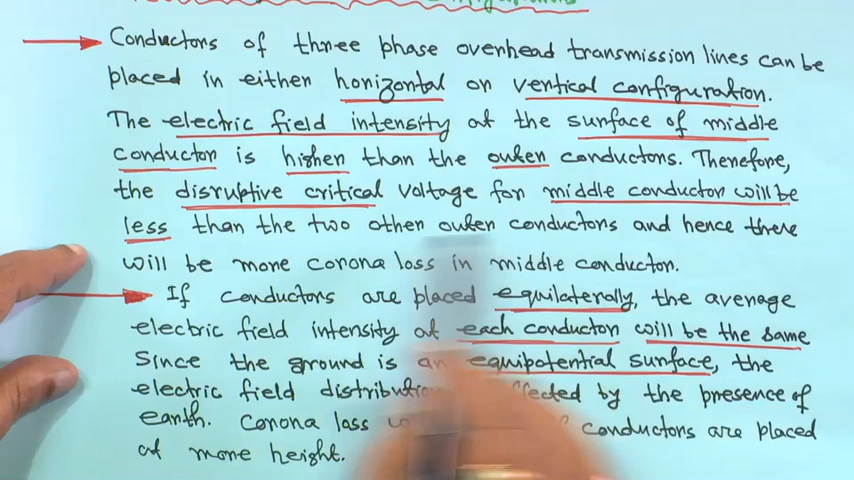 Conductors of three phase overhead transmission lines can be
placed in either horizontal or vertical configuration.
The electric field intensity at the surface of middle
conductor is higher than the outer conductors. Therefore,
the disruptive critical voltage for middle conductor will be
less than the two other outer conductors and hence there
will be more corona loss in middle conductor.
If conductors are placed equilaterally, the average
electric field intensity at each conductor will be the same
Since the ground is an equipotential surface, the
electric field distribution by the presence of
earth. Corona loss conductors are placed
at more height.